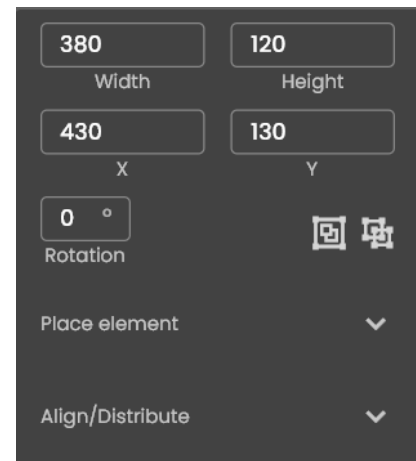 380 120
Width Height
430 130
X Y
0 °
Rotation
Place element
Align/Distribute